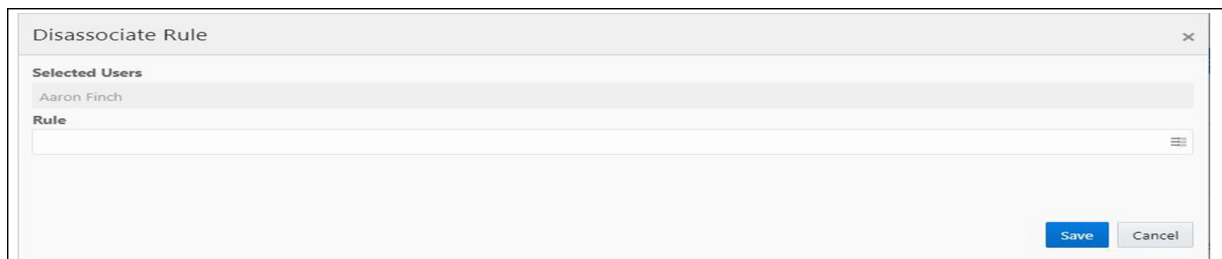 Disassociate Rule
Selected Users
Aaron Finch
Rule
Save Cancel